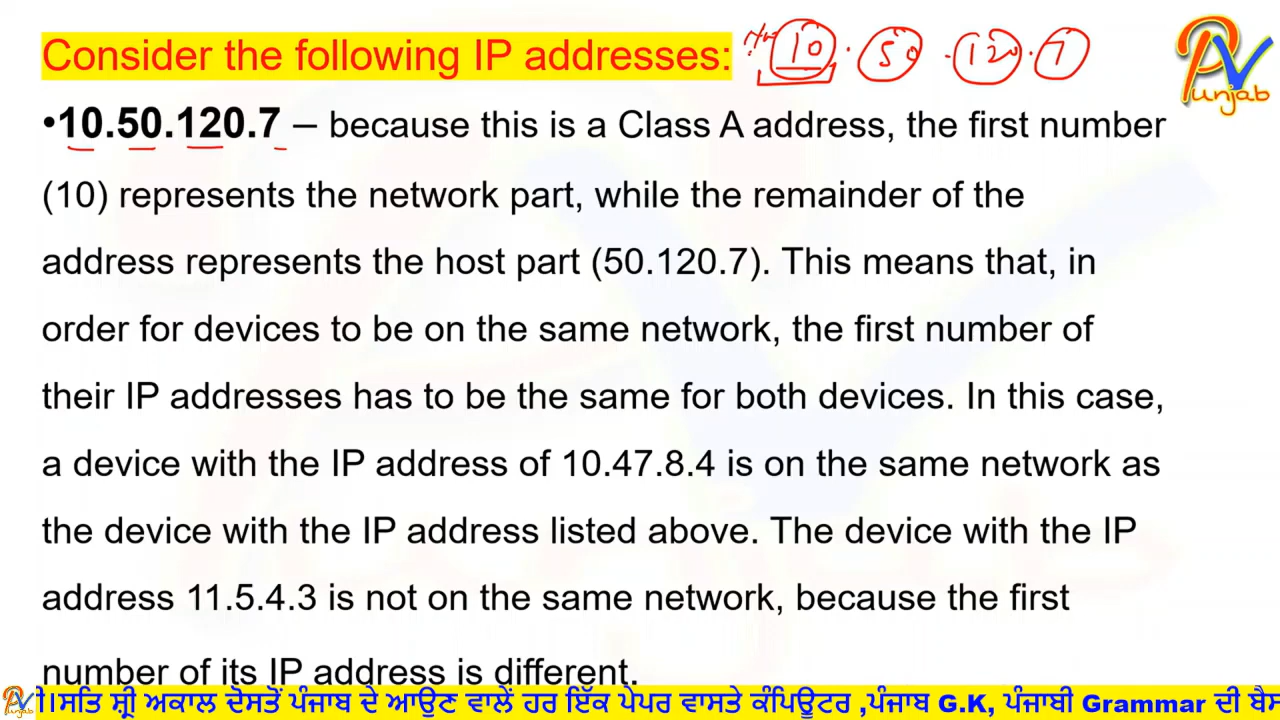 Consider the following IP addresses: N/w 10 . 50 . 120 . 7
•10.50.120.7 – because this is a Class A address, the first number
(10) represents the network part, while the remainder of the
address represents the host part (50.120.7). This means that, in
order for devices to be on the same network, the first number of
their IP addresses has to be the same for both devices. In this case,
a device with the IP address of 10.47.8.4 is on the same network as
the device with the IP address listed above. The device with the IP
address 11.5.4.3 is not on the same network, because the first
number of its IP address is different.
PV Punjab
ਸਤਿ ਸ਼੍ਰੀ ਅਕਾਲ ਦੋਸਤੋਂ ਪੰਜਾਬ ਦੇ ਆਉਣ ਵਾਲੇਂ ਹਰ ਇੱਕ ਪੇਪਰ ਵਾਸਤੇ ਕੰਪਿਊਟਰ ,ਪੰਜਾਬ G.K, ਪੰਜਾਬੀ Grammar ਦੀ ਬੈਸ